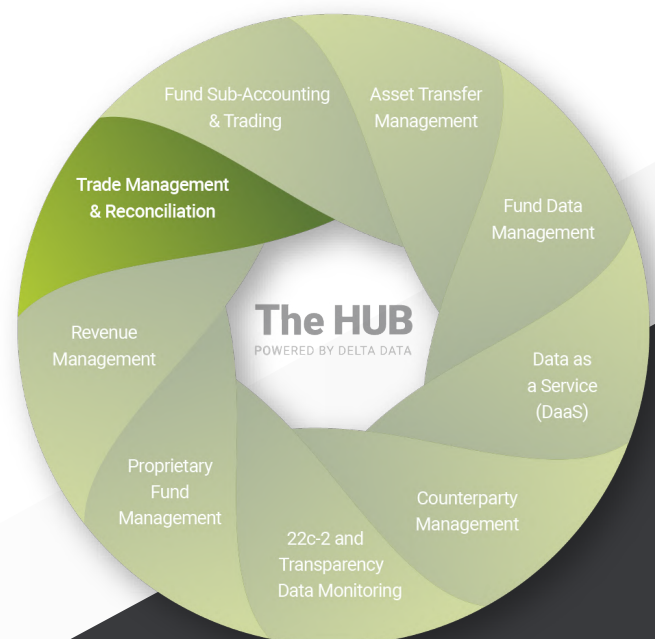 Fund Sub-Accounting
& Trading
Asset Transfer
Management
Trade Management
& Reconciliation
Fund Data
Management
The HUB
POWERED BY DELTA DATA
Revenue
Management
Data as
a Service
(DaaS)
Proprietary
Fund
Management
Counterparty
Management
22c-2 and
Transparency
Data Monitoring